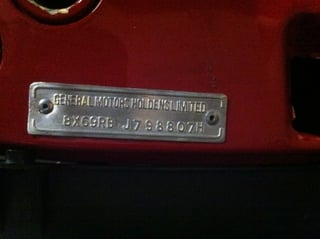 GENERAL MOTORS HOLDENS LIMITED
8X69RB J798807H